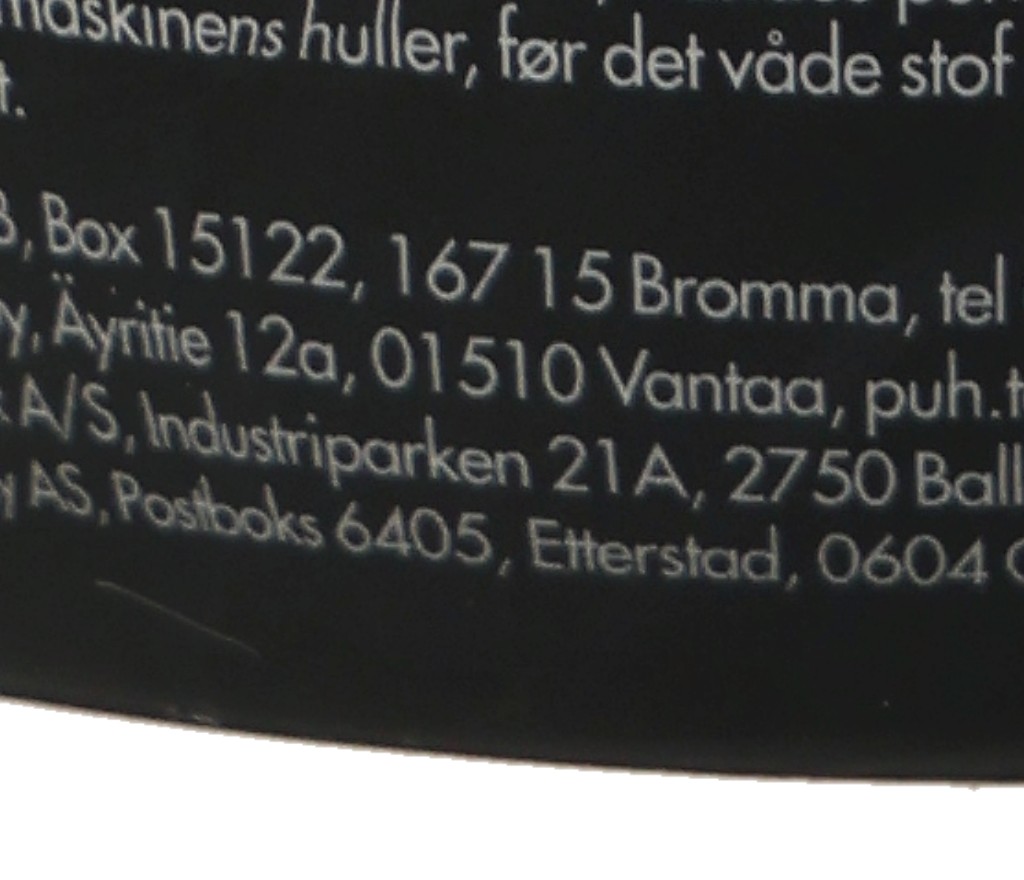 maskinens huller, før det våde stof
t.
B, Box 15122, 167 15 Bromma, tel
y, Äyritie 12a, 01510 Vantaa, puh.
A/S, Industriparken 21A, 2750 Ball
y AS, Postboks 6405, Etterstad, 0604